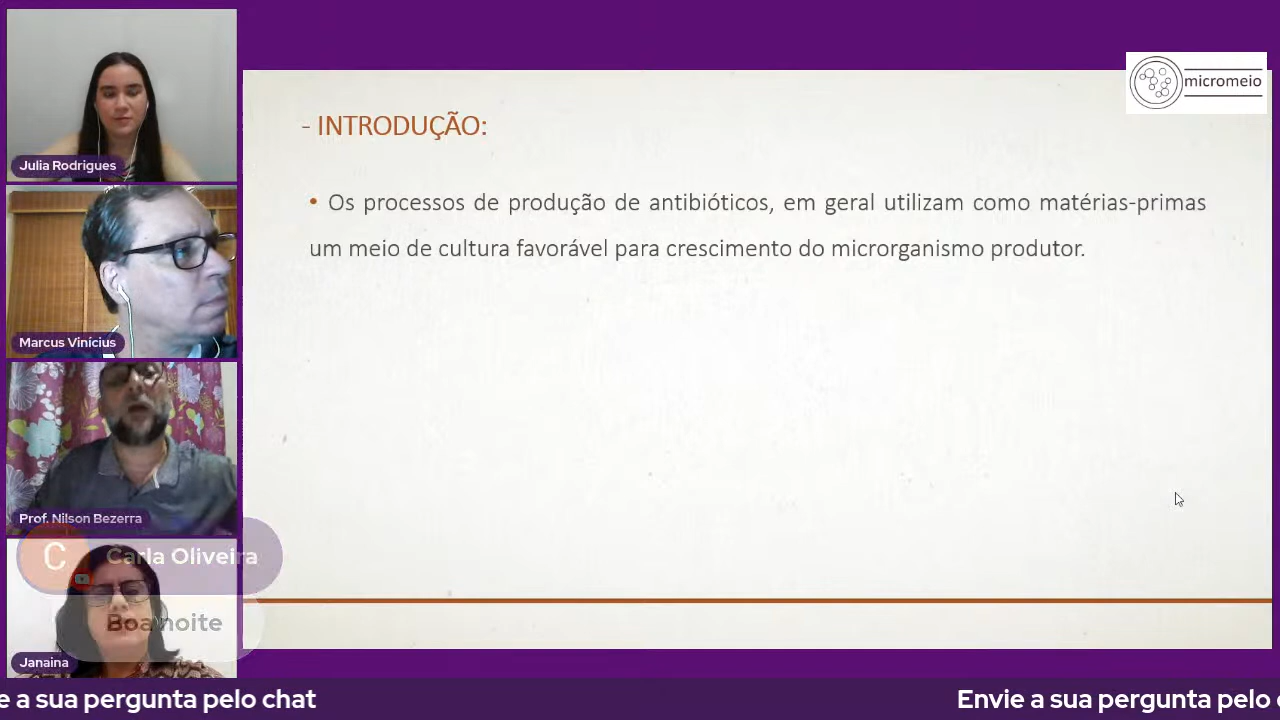 Julia Rodrigues
Marcus Vinícius
Prof. Nilson Bezerra
C
Carla Oliveira
Boa noite
Janaina
micromeio
- INTRODUÇÃO:
• Os processos de produção de antibióticos, em geral utilizam como matérias-primas
um meio de cultura favorável para crescimento do microrganismo produtor.
e a sua pergunta pelo chat
Envie a sua pergunta pelo